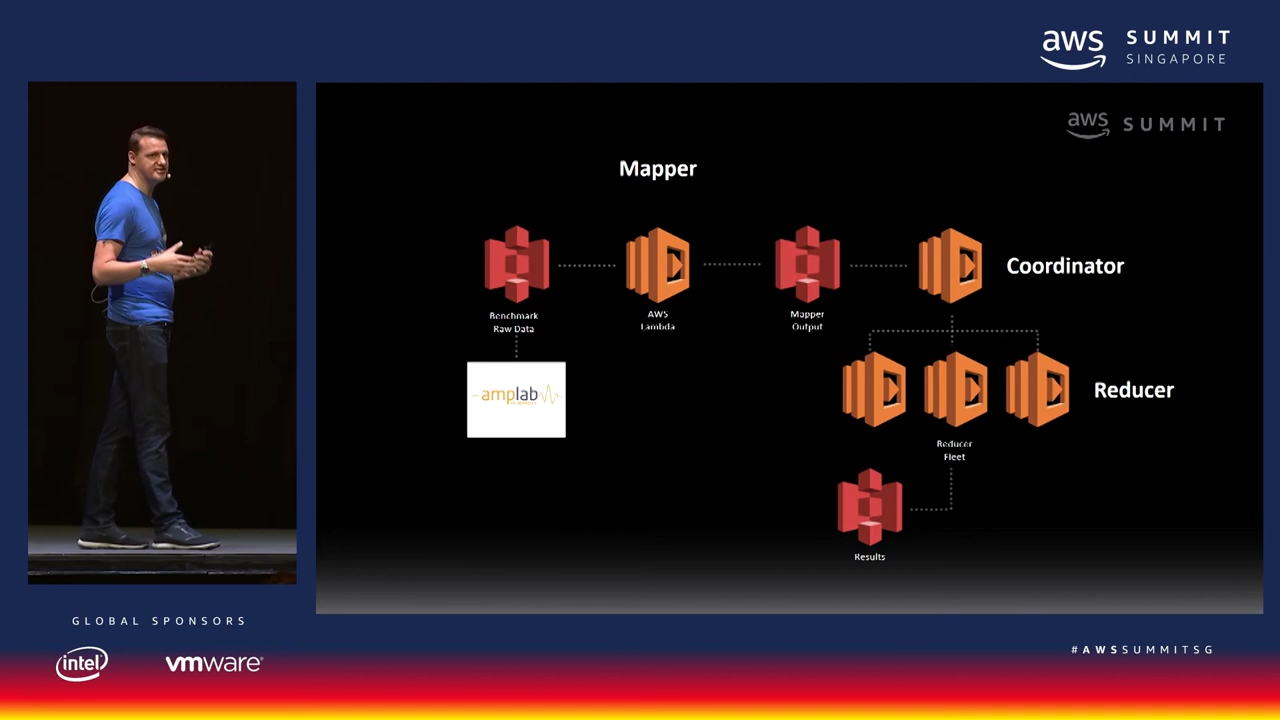 aws SUMMIT
SINGAPORE
aws SUMMIT
Mapper
Coordinator
Benchmark
Raw Data
AWS
Lambda
Mapper
Output
amplab
Reducer
Reducer
Fleet
Results
GLOBAL SPONSORS
intel
vmware
#AWSSUMMITSG